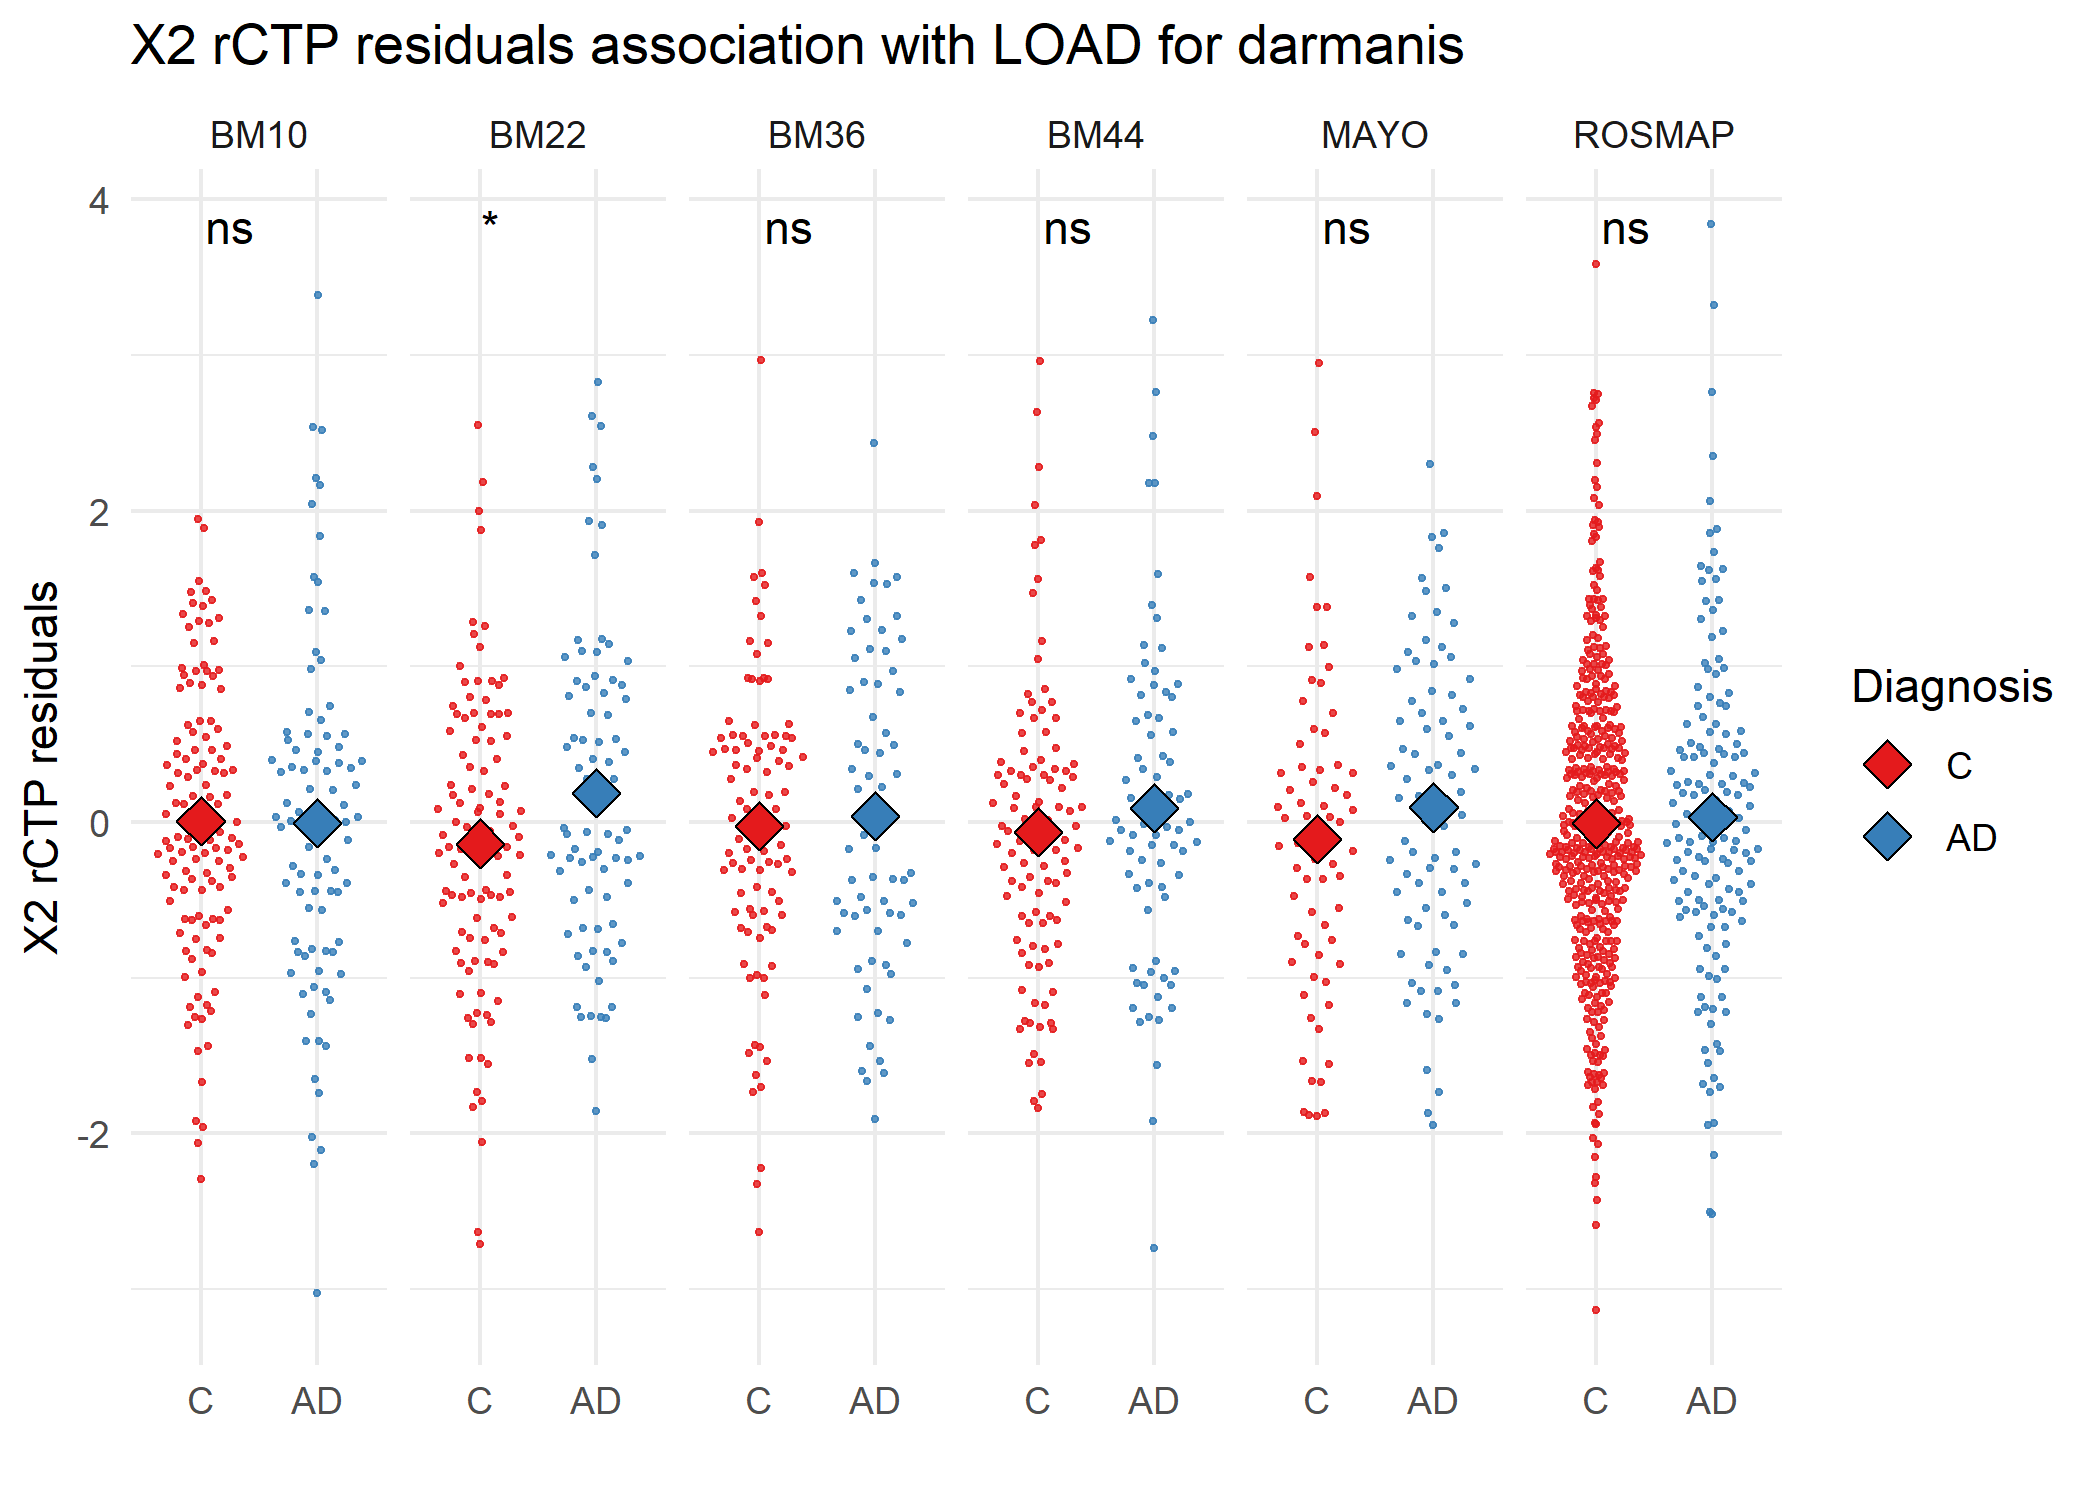 X2 rCTP residuals association with LOAD for darmanis
BM10 BM22 BM36 BM44 MAYO ROSMAP
4
ns * ns ns ns ns
2
0
-2
X2 rCTP residuals
C AD C AD C AD C AD C AD C AD
Diagnosis
C
AD